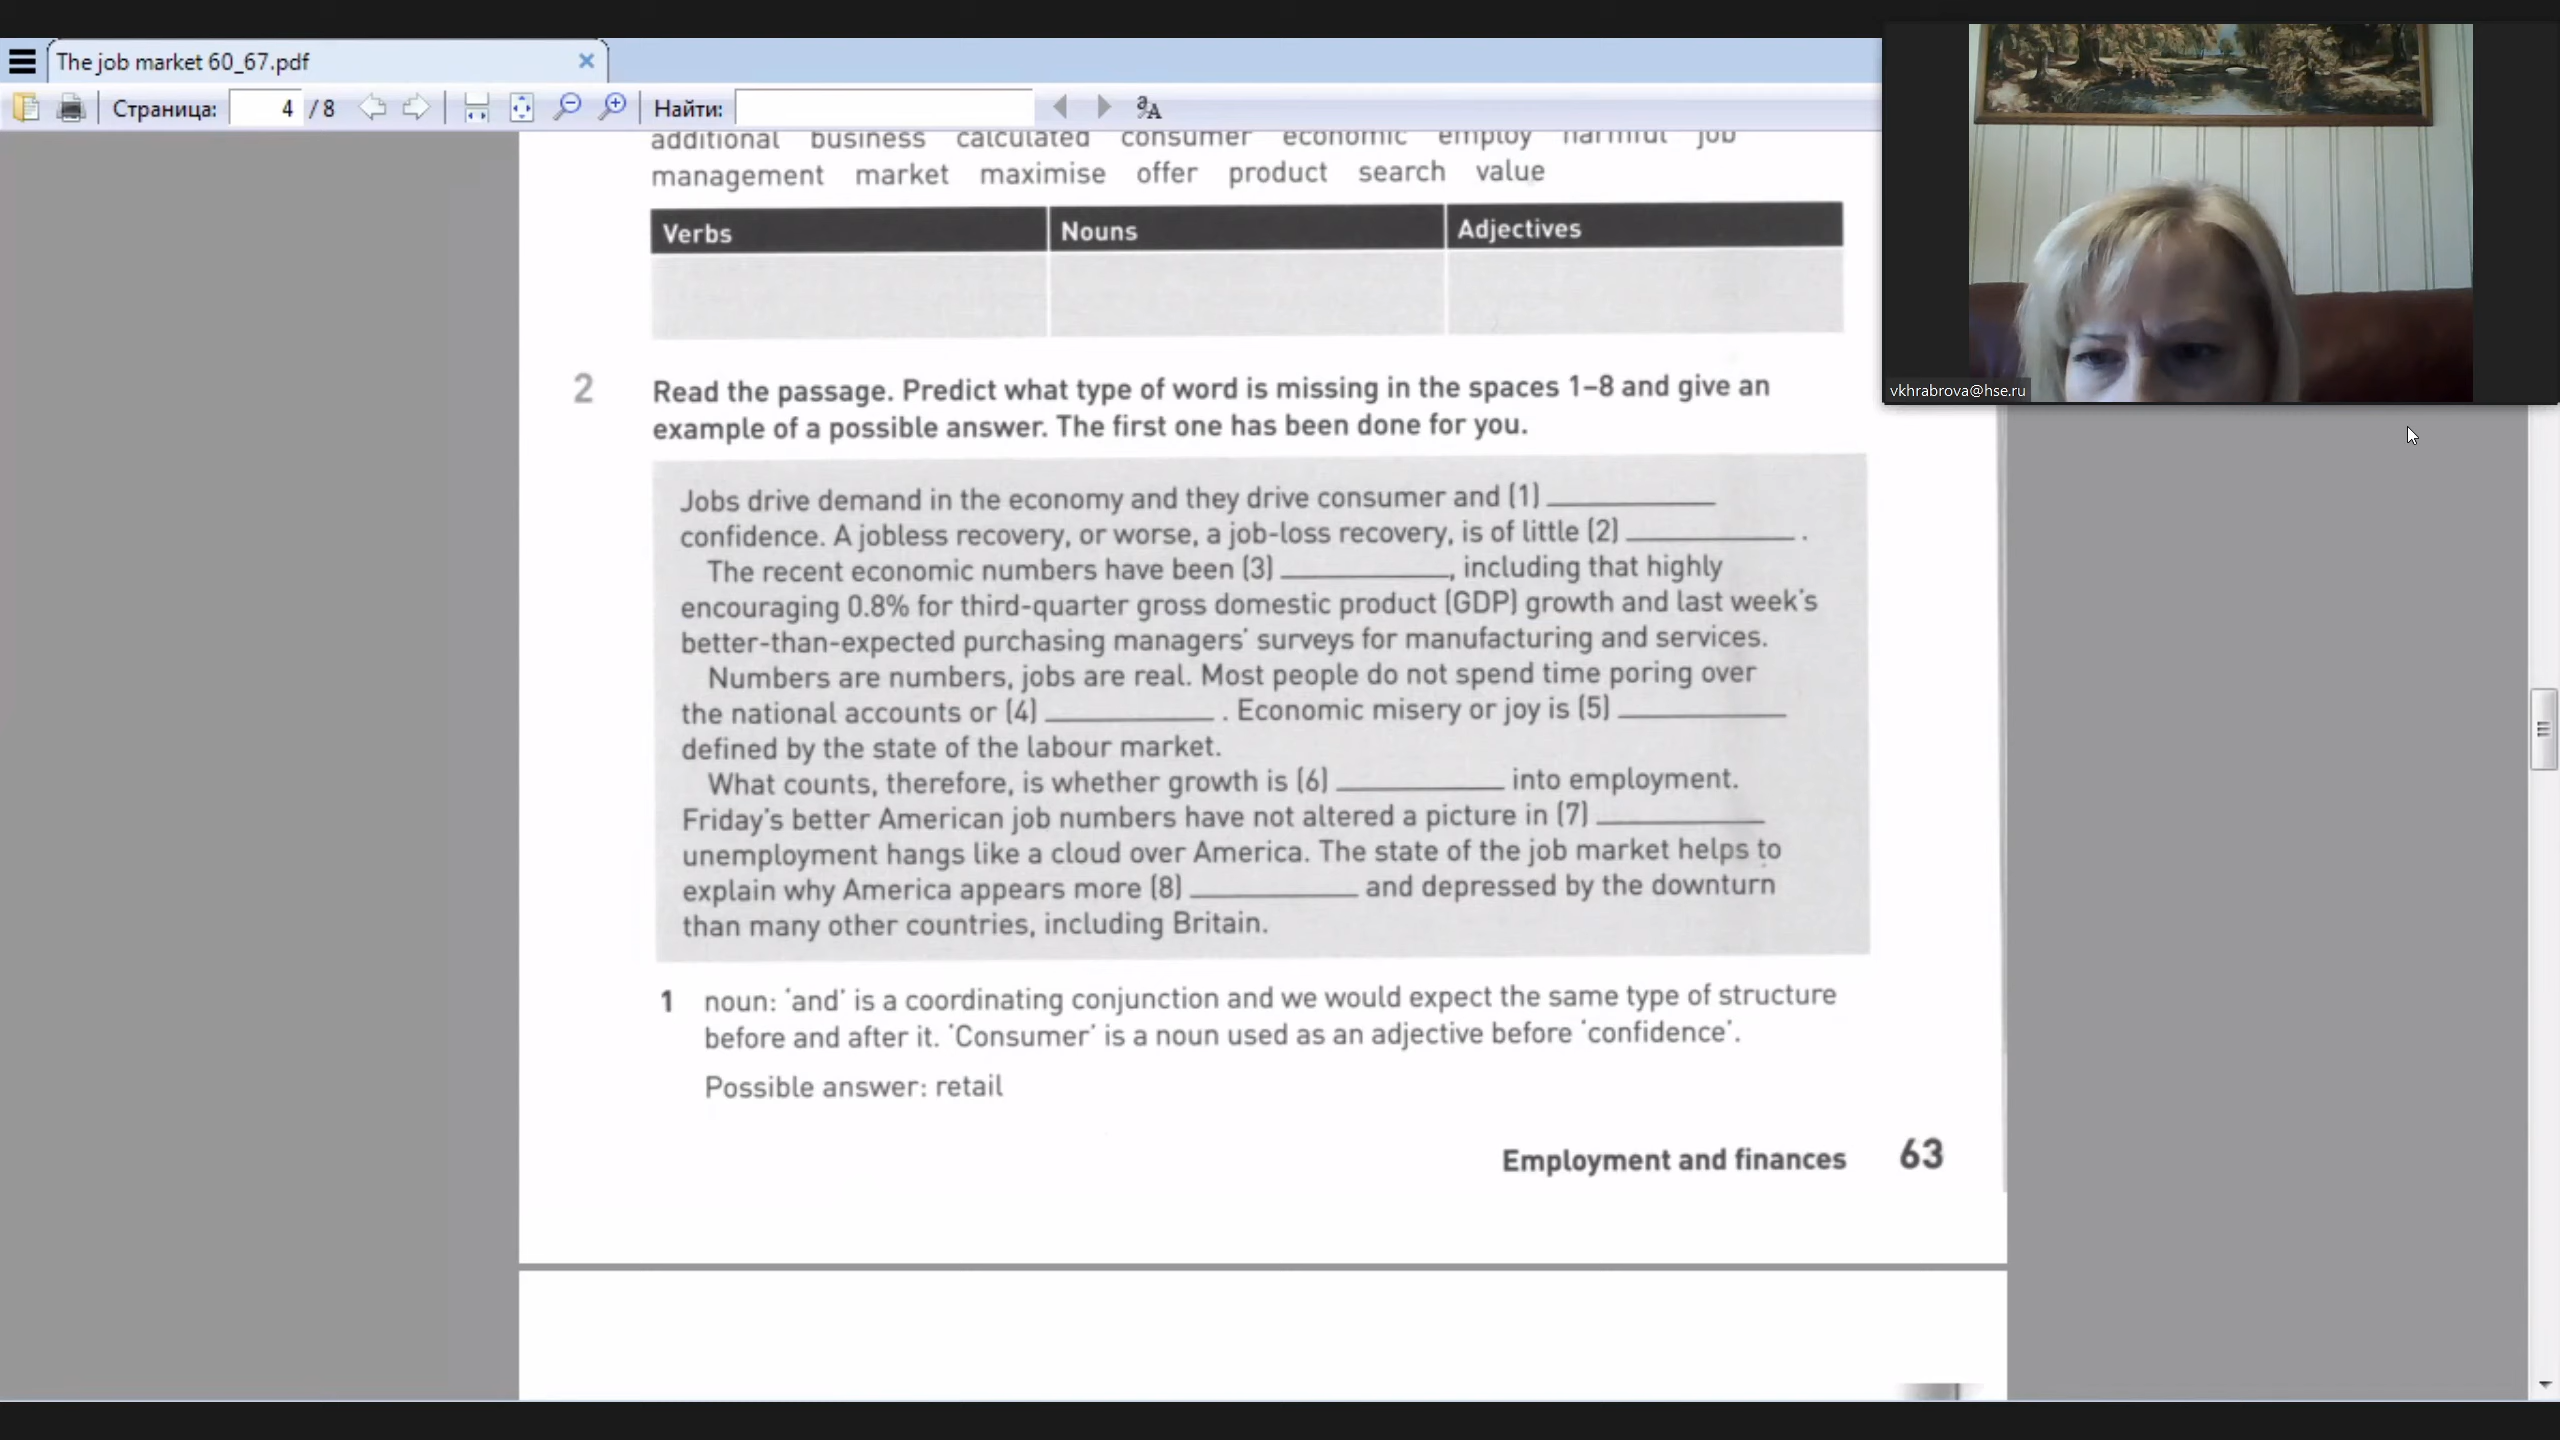 The job market 60_67.pdf
Страница: 4 / 8 Найти:
additional business calculated consumer economic employ harmful job
management market maximise offer product search value
Verbs Nouns Adjectives
2 Read the passage. Predict what type of word is missing in the spaces 1–8 and give an
example of a possible answer. The first one has been done for you.
Jobs drive demand in the economy and they drive consumer and (1) ____________
confidence. A jobless recovery, or worse, a job-loss recovery, is of little (2) ____________ .
The recent economic numbers have been (3) ____________, including that highly
encouraging 0.8% for third-quarter gross domestic product (GDP) growth and last week's
better-than-expected purchasing managers' surveys for manufacturing and services.
Numbers are numbers, jobs are real. Most people do not spend time poring over
the national accounts or (4) ____________ . Economic misery or joy is (5) ____________
defined by the state of the labour market.
What counts, therefore, is whether growth is (6) ____________ into employment.
Friday's better American job numbers have not altered a picture in (7) ____________
unemployment hangs like a cloud over America. The state of the job market helps to
explain why America appears more (8) ____________ and depressed by the downturn
than many other countries, including Britain.
1 noun: 'and' is a coordinating conjunction and we would expect the same type of structure
before and after it. 'Consumer' is a noun used as an adjective before 'confidence'.
Possible answer: retail
Employment and finances 63
vkhrabrova@hse.ru